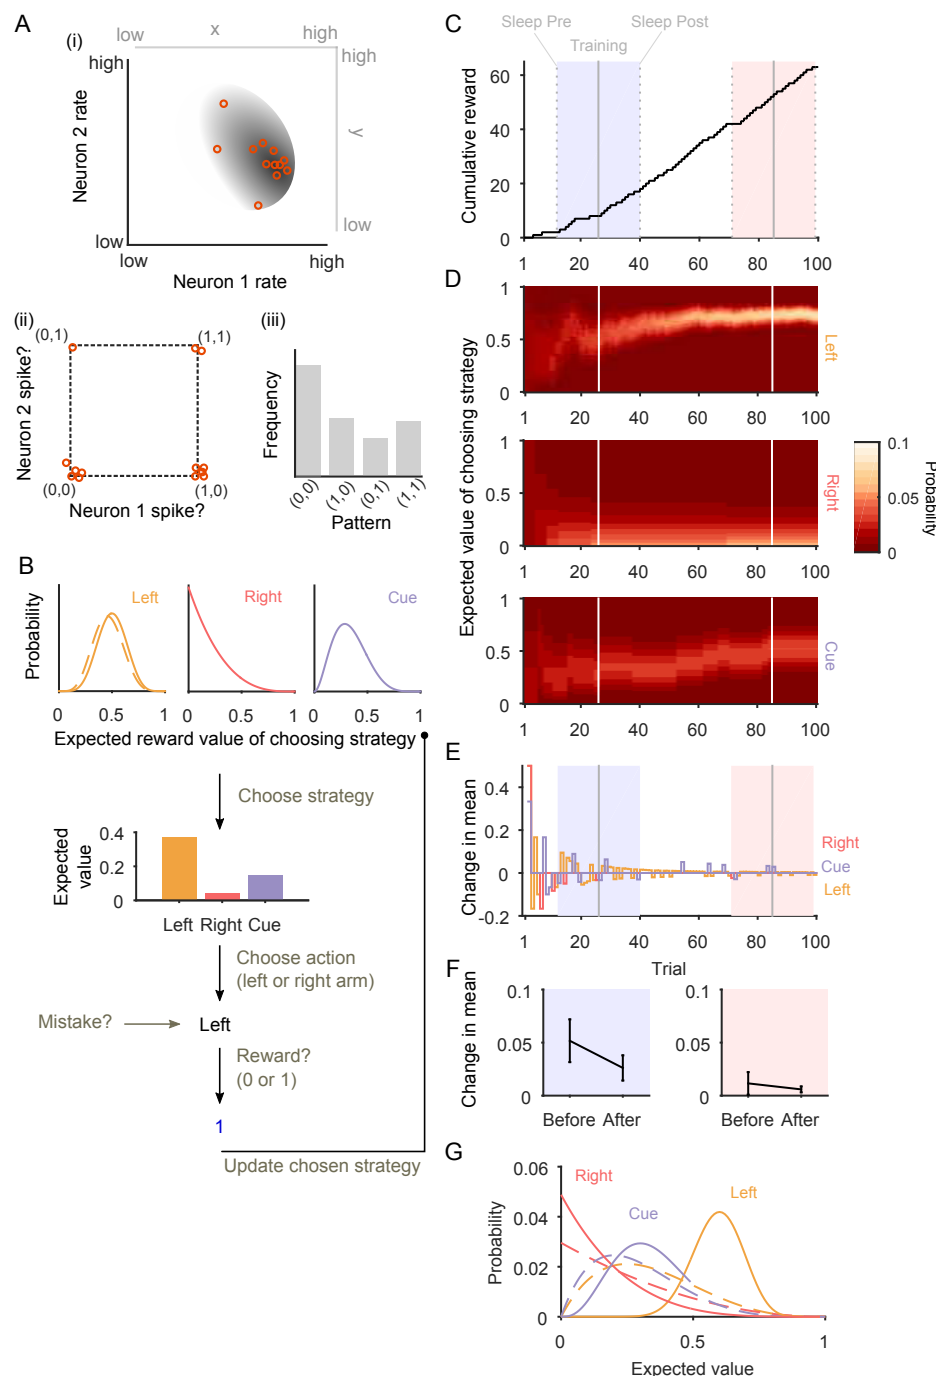 A
(i)
low
x
high
high
high
Neuron 2 rate
y
low
low
low
high
Neuron 1 rate
(ii)
(0,1)
(1,1)
Neuron 2 spike?
(0,0)
(1,0)
Neuron 1 spike?
(iii)
Frequency
(0,0)
(1,0)
(0,1)
(1,1)
Pattern
B
Probability
Left
Right
Cue
0 0.5 1
0 0.5 1
0 0.5 1
Expected reward value of choosing strategy
Choose strategy
Expected value
0.4
0.2
0
Left Right Cue
Choose action
(left or right arm)
Mistake?
Left
Reward?
(0 or 1)
1
Update chosen strategy
C
Sleep Pre
Sleep Post
Training
Cumulative reward
60
40
20
0
1 20 40 60 80 100
D
Expected value of choosing strategy
1
0.5
0
Left
1 20 40 60 80 100
1
0.5
0
Right
1 20 40 60 80 100
0.1
0.05
0
Probability
1
0.5
0
Cue
1 20 40 60 80 100
E
Change in mean
0.4
0.2
0
-0.2
Right
Cue
Left
1 20 40 60 80 100
Trial
F
Change in mean
0.1
0.05
0
Before After
0.1
0.05
0
Before After
G
Probability
0.06
0.04
0.02
0
Right
Cue
Left
0 0.5 1
Expected value